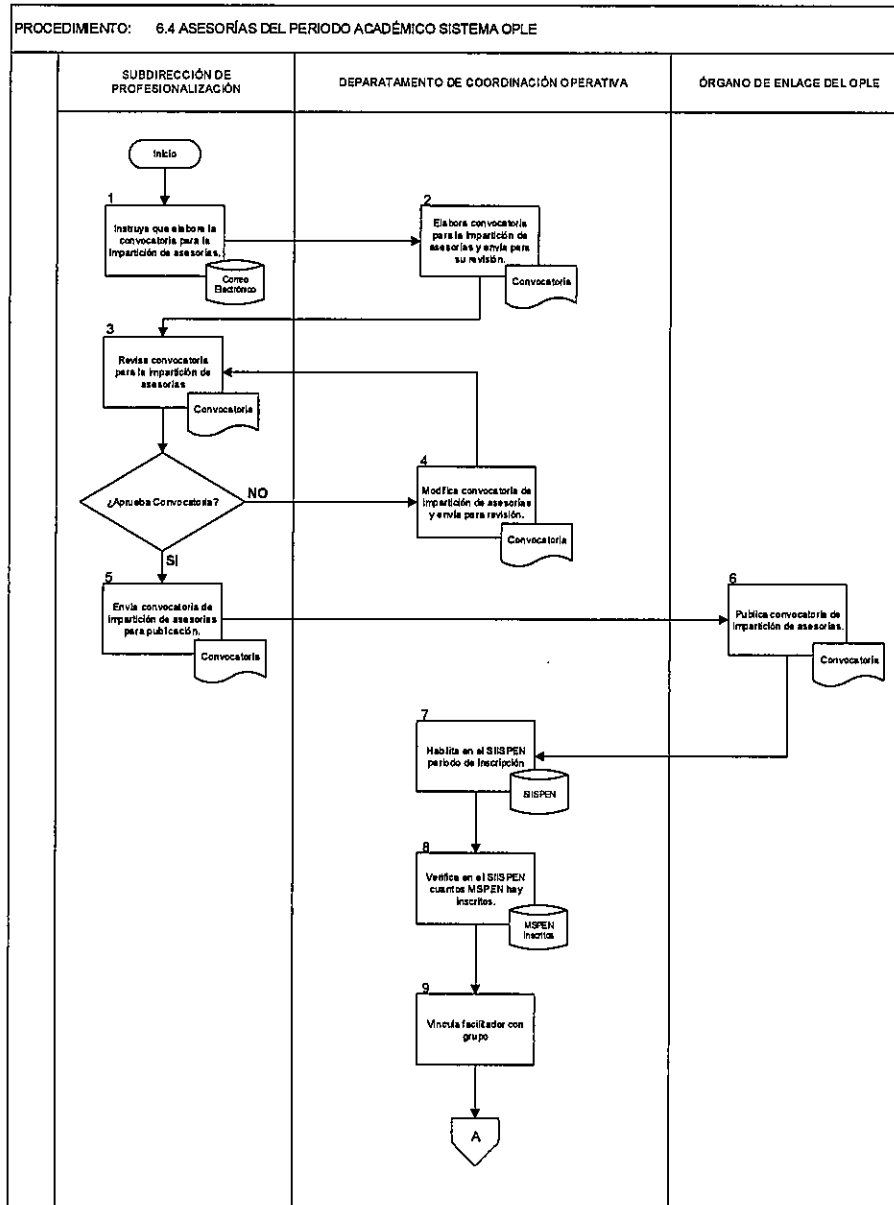 PROCEDIMIENTO: 6.4 ASESORÍAS DEL PERIODO ACADÉMICO SISTEMA OPLE
SUBDIRECCIÓN DE
PROFESIONALIZACIÓN
DEPARATAMENTO DE COORDINACIÓN OPERATIVA
ÓRGANO DE ENLACE DEL OPLE
Inicio
1
Instruye que elabore la
convocatoria para la
impartición de asesorías.
Correo
Electrónico
2
Elabora convocatoria
para la impartición de
asesorías y envía para
su revisión.
Convocatoria
3
Revisa convocatoria
para la impartición de
asesorías
Convocatoria
¿Aprueba Convocatoria?
NO
SI
4
Modifica convocatoria de
impartición de asesorías
y envía para revisión.
Convocatoria
5
Envía convocatoria de
impartición de asesorías
para publicación.
Convocatoria
6
Publica convocatoria de
impartición de asesorías.
Convocatoria
7
Habilita en el SIISPEN
periodo de inscripción
SIISPEN
8
Verifica en el SIISPEN
cuantos MSPEN hay
inscritos.
MSPEN
Inscritos
9
Vincula facilitador con
grupo
A